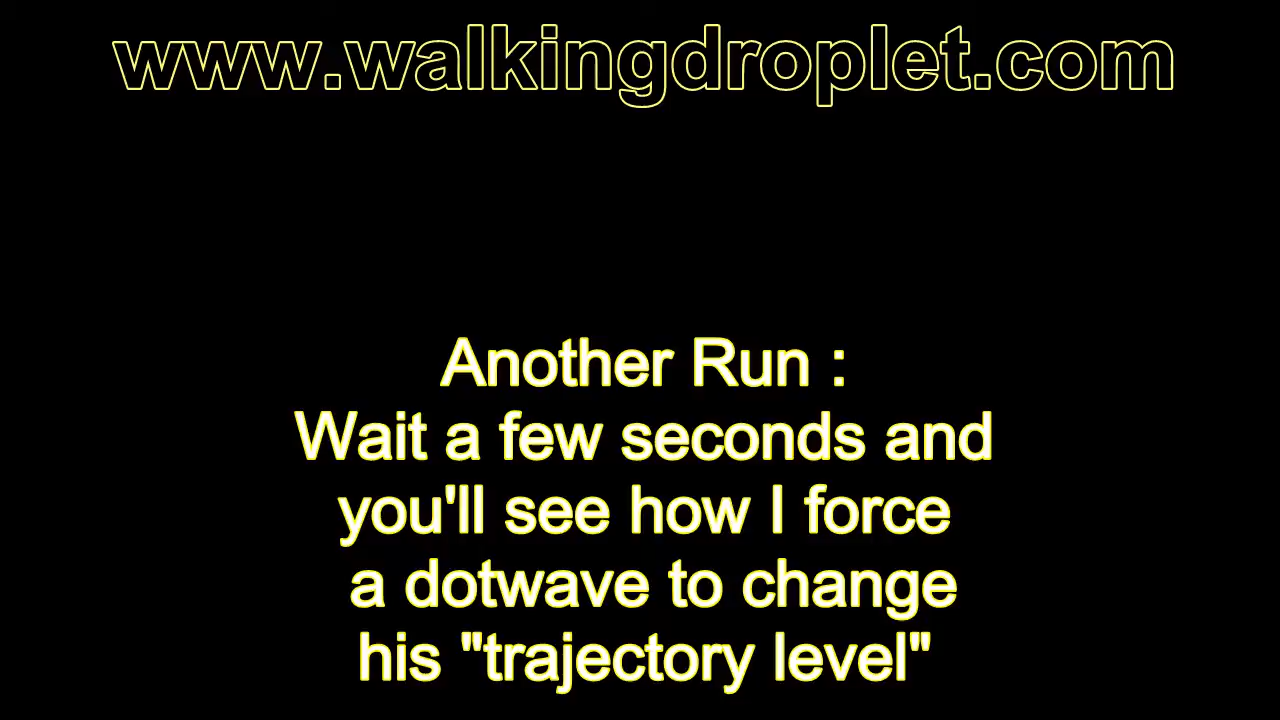 www.walkingdroplet.com
Another Run :
Wait a few seconds and
you'll see how I force
a dotwave to change
his "trajectory level"